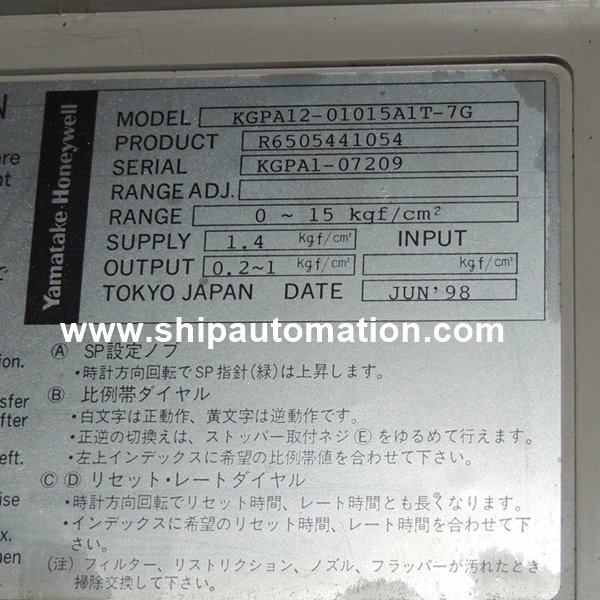 N
are
nt
r
tion.
nsfer
after
eft.
ise
x.
nen
Yamatake-Honeywell
MODEL KGPA12-01015A1T-7G
PRODUCT R6505441054
SERIAL KGPA1-07209
RANGE ADJ.
RANGE 0 ~ 15 kgf/cm²
SUPPLY 1.4 kgf/cm² INPUT
OUTPUT 0.2~1 kgf/cm² kgf/cm²
TOKYO JAPAN DATE JUN'98
www.shipautomation.com
Ⓐ SP設定ノブ
・時計方向回転でSP指針(緑)は上昇します。
Ⓑ 比例帯ダイヤル
・白文字は正動作、黄文字は逆動作です。
・正逆の切換えは、ストッパー取付ネジⒺをゆるめて行えます。
・左上インデックスに希望の比例帯値を合わせて下さい。
ⒸⒹリセット・レートダイヤル
・時計方向回転でリセット時間、レート時間とも長くなります。
・インデックスに希望のリセット時間、レート時間を合わせて下
さい。
(注) フィルター、リストリクション、ノズル、フラッパーが汚れたとき
掃除交換して下さい。